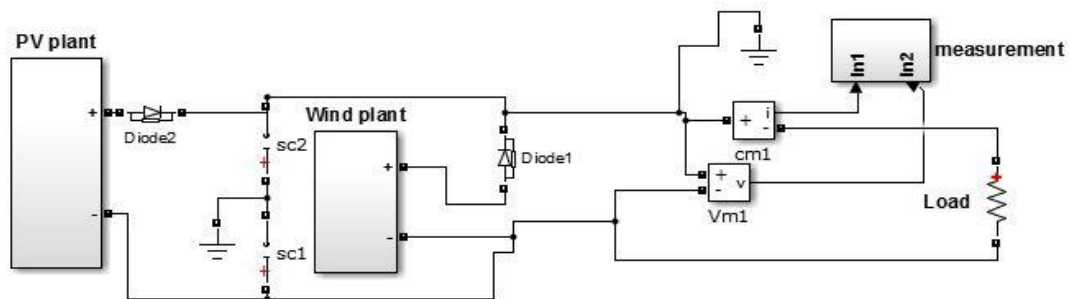 PV plant
+
-
Diode2
sc2
+
sc1
+
Wind plant
+
-
Diode1
measurement
In1
In2
+
i
-
cm1
+
-
v
Vm1
+
Load